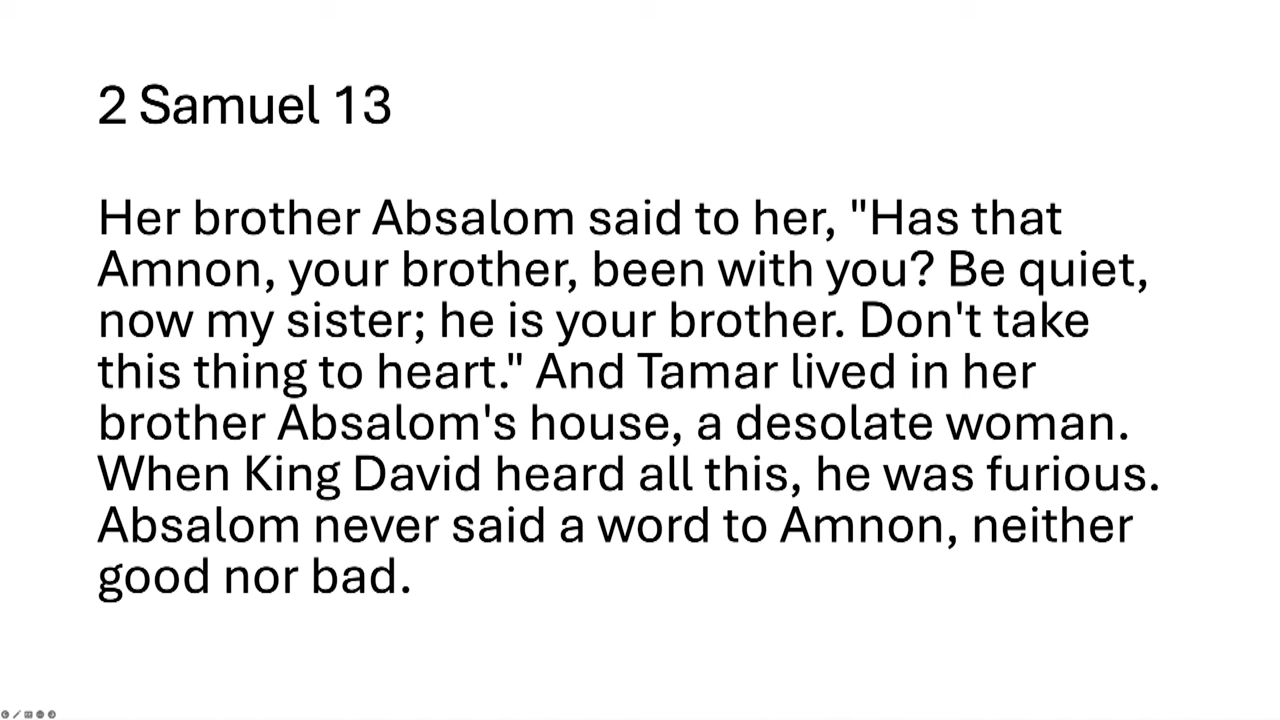 2 Samuel 13
Her brother Absalom said to her, "Has that
Amnon, your brother, been with you? Be quiet,
now my sister; he is your brother. Don't take
this thing to heart." And Tamar lived in her
brother Absalom's house, a desolate woman.
When King David heard all this, he was furious.
Absalom never said a word to Amnon, neither
good nor bad.